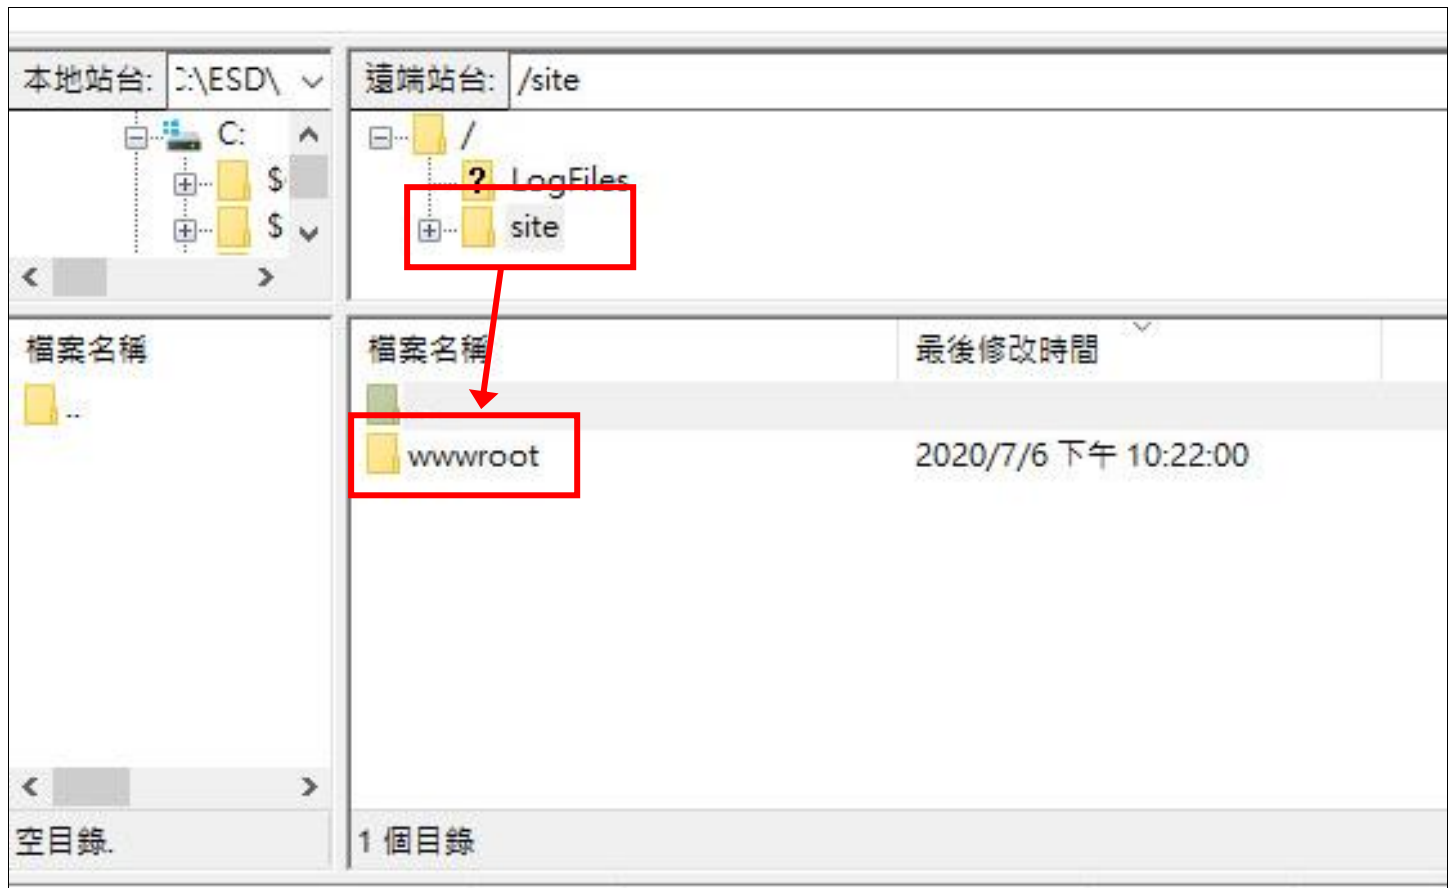 本地站台: C:\ESD\
C:
$
$
檔案名稱
..
空目錄.
遠端站台: /site
/
? LogFiles
site
檔案名稱 最後修改時間
wwwroot 2020/7/6 下午 10:22:00
1 個目錄